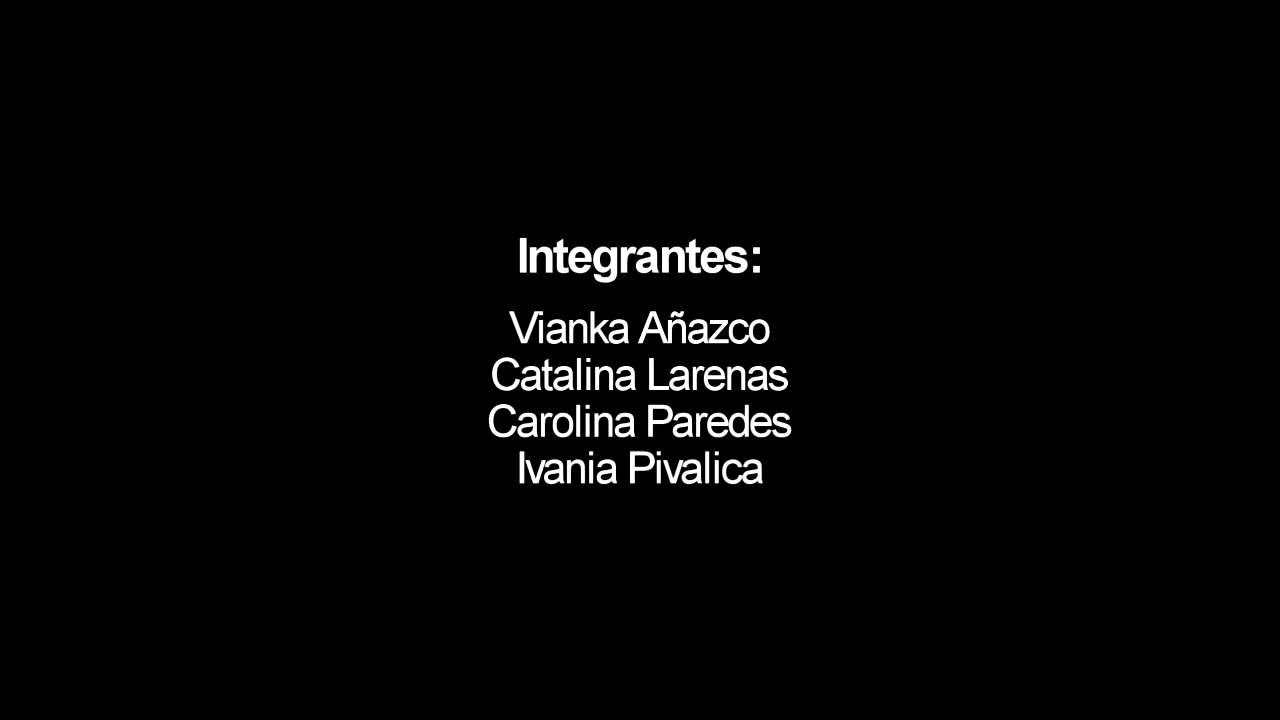 Integrantes:
Vianka Añazco
Catalina Larenas
Carolina Paredes
Ivania Pivalica